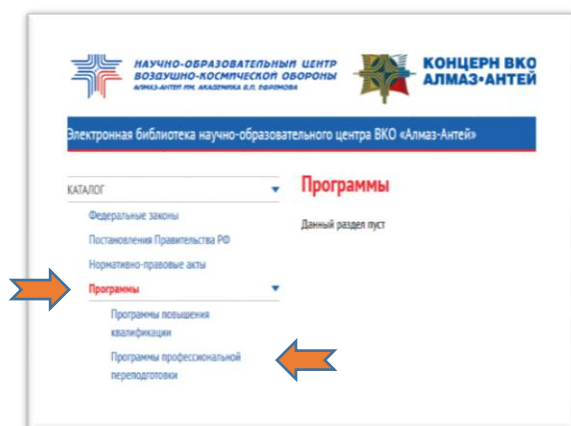 НАУЧНО-ОБРАЗОВАТЕЛЬНЫЙ ЦЕНТР
ВОЗДУШНО-КОСМИЧЕСКОЙ ОБОРОНЫ
АЛМАЗ-АНТЕЙ ИМ. АКАДЕМИКА В.П. ЕФРЕМОВА
КОНЦЕРН ВКО
АЛМАЗ•АНТЕЙ
Электронная библиотека научно-образовательного центра ВКО «Алмаз-Антей»
КАТАЛОГ
Федеральные законы
Постановления Правительства РФ
Нормативно-правовые акты
Программы
Программы повышения
квалификации
Программы профессиональной
переподготовки
Программы
Данный раздел пуст